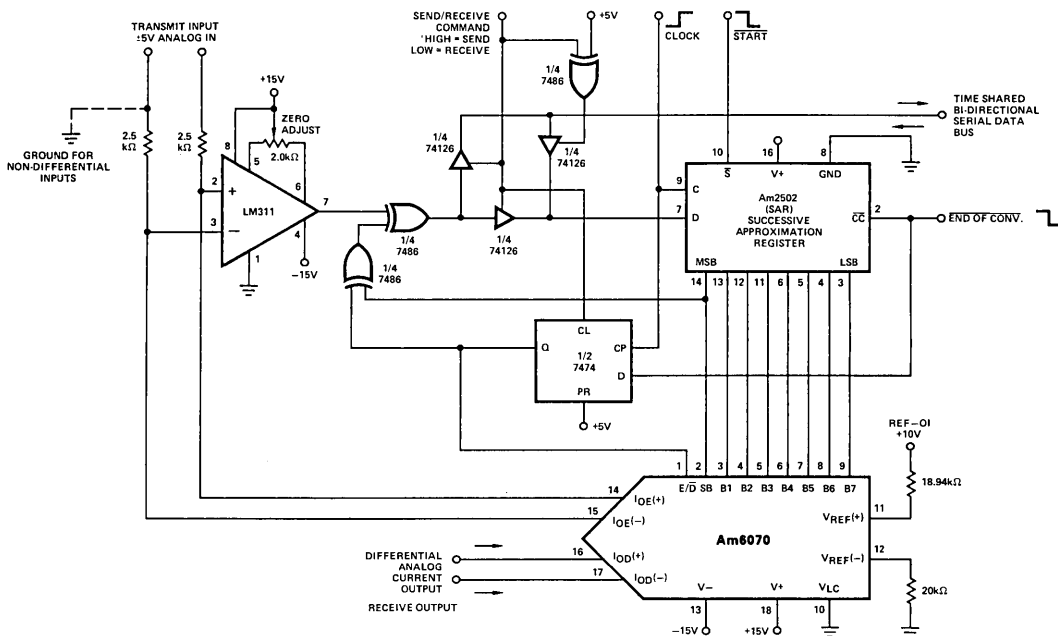 TRANSMIT INPUT
±5V ANALOG IN
SEND/RECEIVE
COMMAND
'HIGH = SEND
LOW = RECEIVE
+5V
CLOCK
START
1/4
7486
+15V
ZERO
ADJUST
2.0kΩ
2.5
kΩ
2.5
kΩ
GROUND FOR
NON-DIFFERENTIAL
INPUTS
8
5
6
2
+
3
−
LM311
7
4
1
−15V
1/4
74126
1/4
74126
TIME SHARED
BI-DIRECTIONAL
SERIAL DATA
BUS
1/4
7486
1/4
74126
1/4
7486
10
16
8
S
V+
GND
9
C
7
D
Am2502
(SAR)
SUCCESSIVE
APPROXIMATION
REGISTER
CC
2
END OF CONV.
MSB
LSB
14
13
12
11
6
5
4
3
CL
Q
CP
1/2
7474
D
PR
+5V
REF-01
+10V
18.94kΩ
1
2
3
4
5
6
7
8
9
E/D
SB
B1
B2
B3
B4
B5
B6
B7
14
IOE(+)
15
IOE(−)
16
IOD(+)
17
IOD(−)
Am6070
VREF(+)
11
VREF(−)
12
20kΩ
DIFFERENTIAL
ANALOG
CURRENT
OUTPUT
RECEIVE OUTPUT
V−
V+
VLC
13
18
10
−15V
+15V